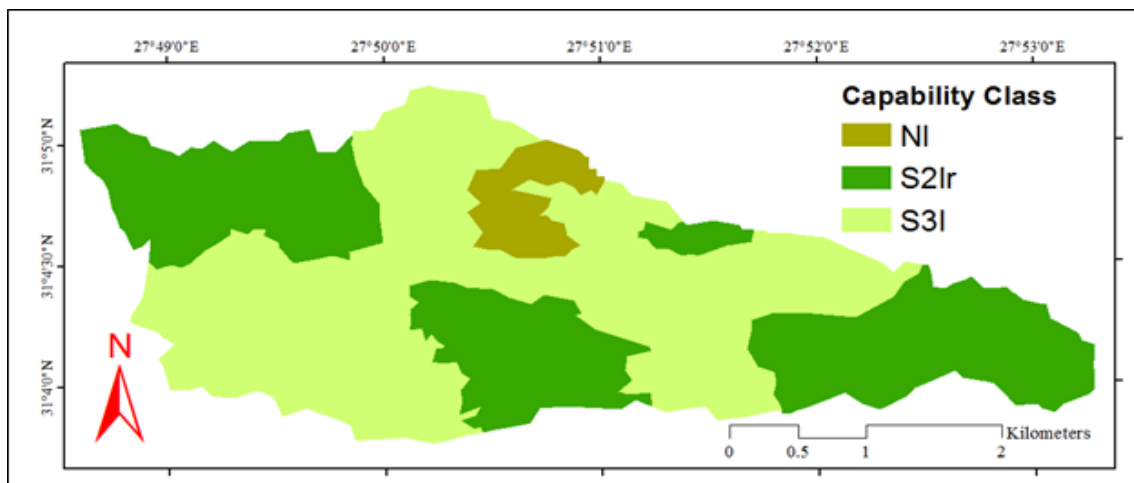 27°49'0"E 27°50'0"E 27°51'0"E 27°52'0"E 27°53'0"E
31°5'0"N
31°4'30"N
31°4'0"N
Capability Class
Nl
S2lr
S3l
N
Kilometers
0 0.5 1 2